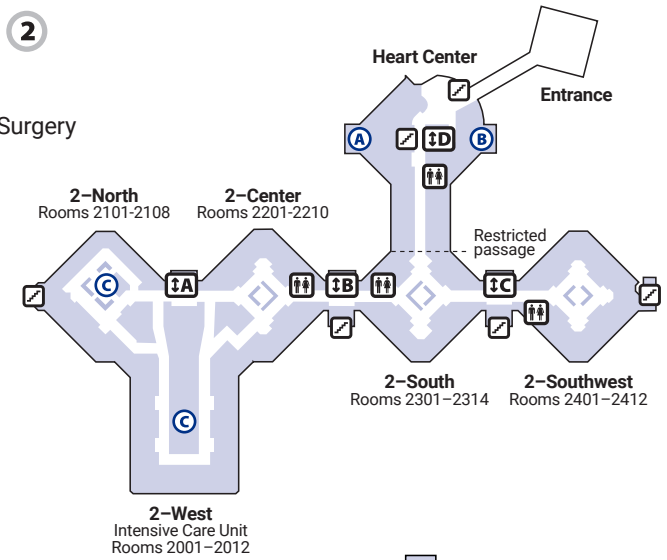 2
Heart Center
Entrance
Surgery
A
D
B
2–North
Rooms 2101-2108
2–Center
Rooms 2201-2210
Restricted
passage
C
A
B
C
2–South
Rooms 2301–2314
2–Southwest
Rooms 2401–2412
C
2–West
Intensive Care Unit
Rooms 2001–2012